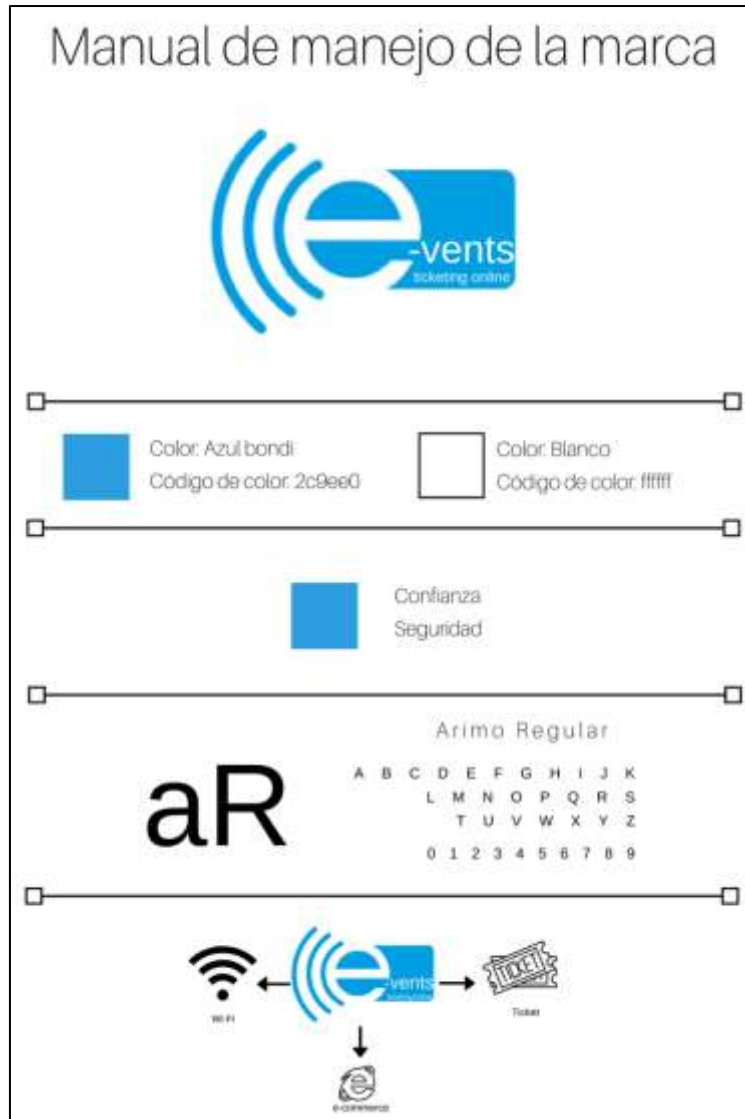 Manual de manejo de la marca
e-vents
ticketing online
Color: Azul bondi
Código de color: 2c9ee0
Color: Blanco
Código de color: ffffff
Confianza
Seguridad
Arimo Regular
aR
A B C D E F G H I J K
L M N O P Q R S
T U V W X Y Z
0 1 2 3 4 5 6 7 8 9
e-vents
ticketing online
TICKET
Wi-Fi
Ticket
e
e-commerce